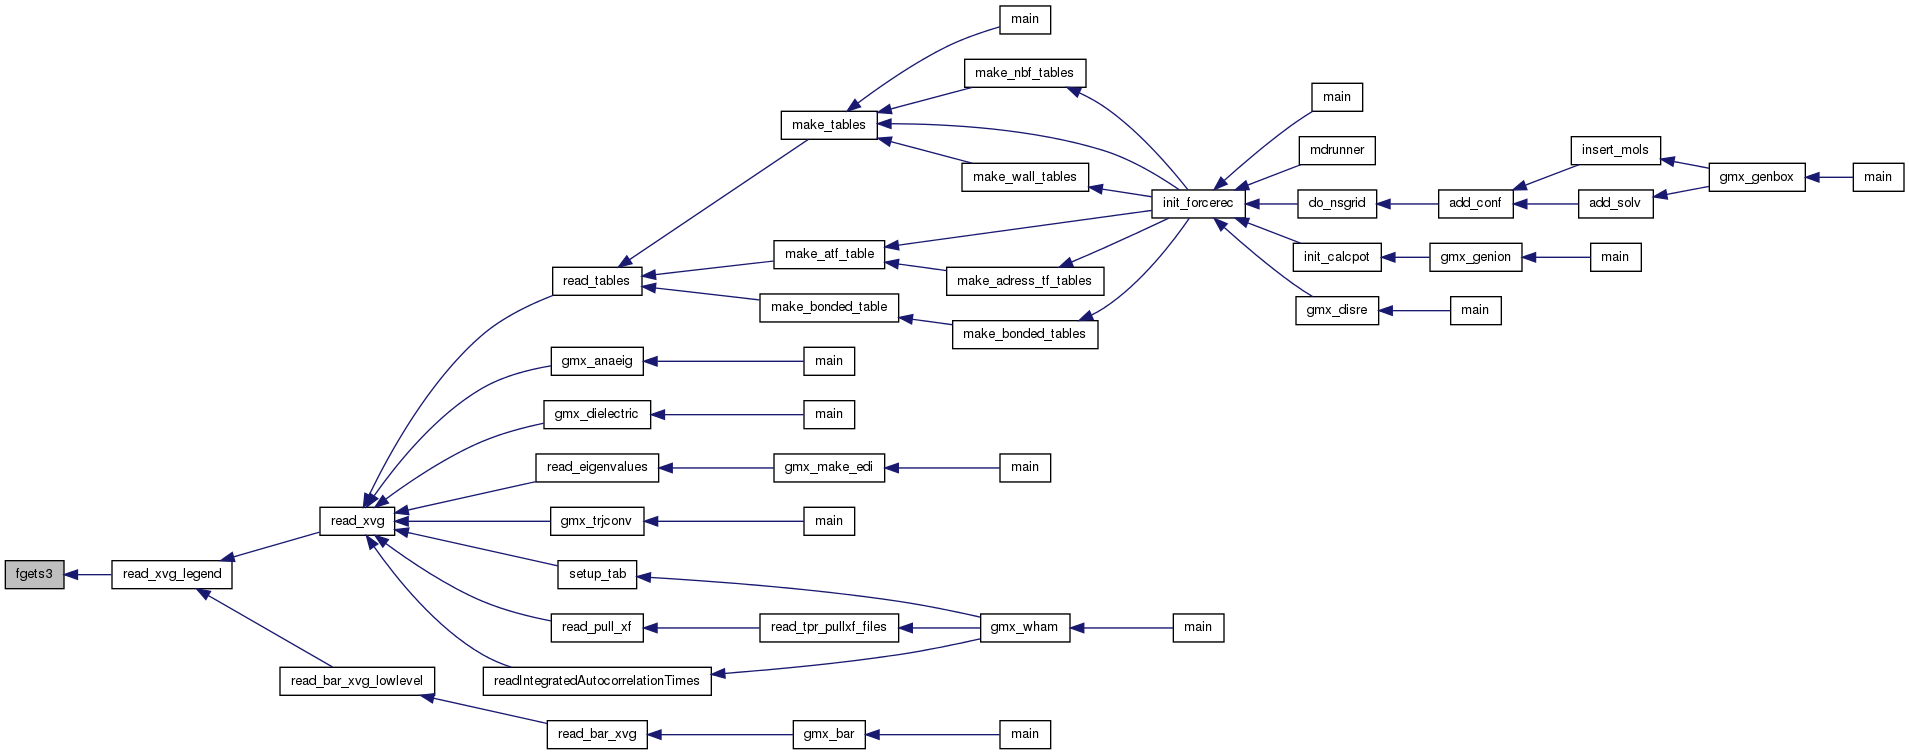 main
make_nbf_tables
main
make_tables
mdrunner
insert_mols
make_wall_tables
gmx_genbox
main
init_forcerec
do_nsgrid
add_conf
add_solv
make_atf_table
init_calcpot
gmx_genion
main
read_tables
make_adress_tf_tables
make_bonded_table
gmx_disre
main
make_bonded_tables
gmx_anaeig
main
gmx_dielectric
main
read_eigenvalues
gmx_make_edi
main
read_xvg
gmx_trjconv
main
fgets3
read_xvg_legend
setup_tab
read_pull_xf
read_tpr_pullxf_files
gmx_wham
main
read_bar_xvg_lowlevel
readIntegratedAutocorrelationTimes
read_bar_xvg
gmx_bar
main